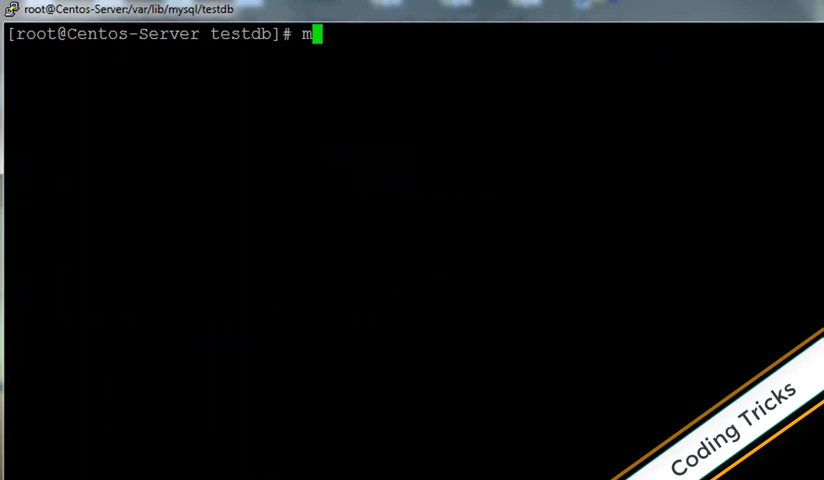 root@Centos-Server:/var/lib/mysql/testdb
[root@Centos-Server testdb]# m
Coding Tricks